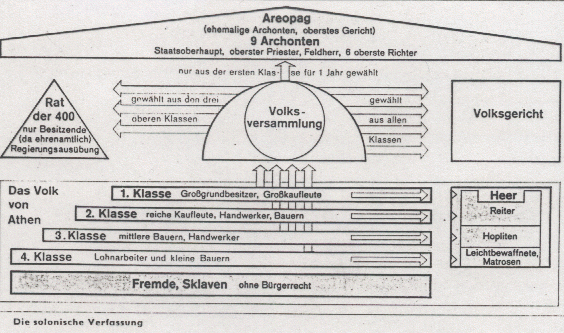 Areopag
(ehemalige Archonten, oberstes Gericht)
9 Archonten
Staatsoberhaupt, oberster Priester, Feldherr, 6 oberste Richter
nur aus der ersten Klasse für 1 Jahr gewählt
Rat
der 400
nur Besitzende
(da ehrenamtlich)
Regierungsausübung
gewählt aus den drei
oberen Klassen
Volks-
versammlung
gewählt
aus allen
Klassen
Volksgericht
Das Volk
von
Athen
1. Klasse Großgrundbesitzer, Großkaufleute
2. Klasse reiche Kaufleute, Handwerker, Bauern
3. Klasse mittlere Bauern, Handwerker
4. Klasse Lohnarbeiter und kleine Bauern
Fremde, Sklaven ohne Bürgerrecht
Heer
Reiter
Hopliten
Leichtbewaffnete,
Matrosen
Die solonische Verfassung